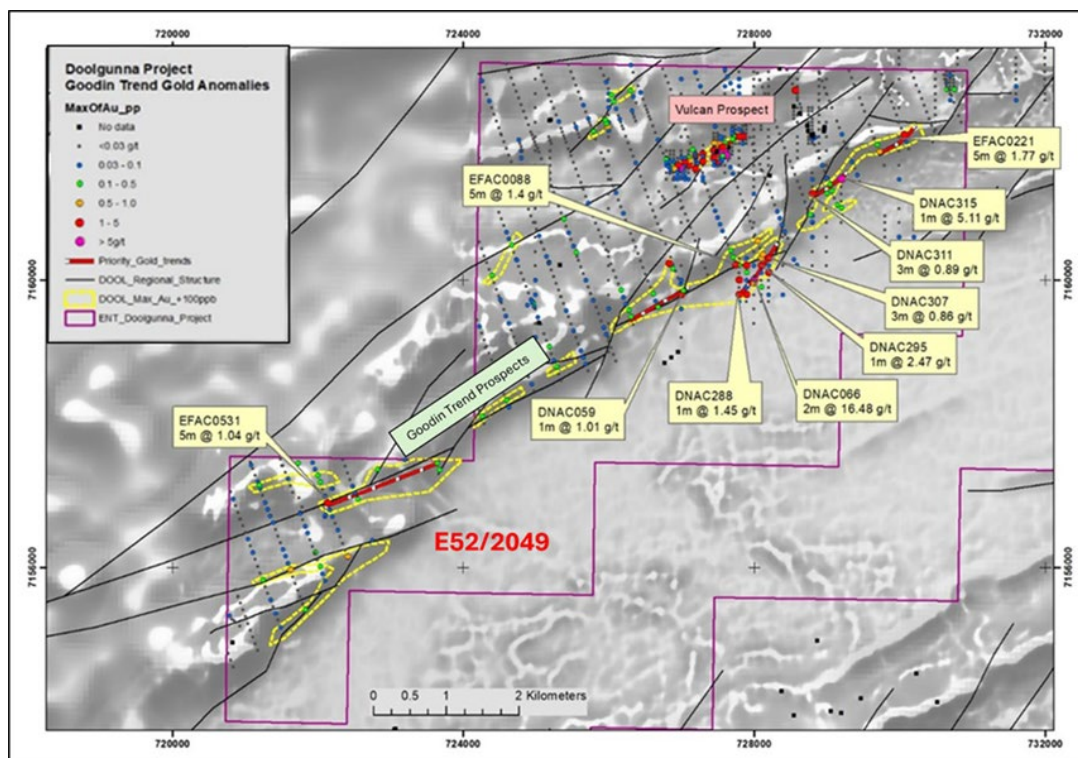 720000
724000
728000
732000
Doolgunna Project
Goodin Trend Gold Anomalies
MaxOfAu_pp
No data
<0.03 g/t
0.03 - 0.1
0.1 - 0.5
0.5 - 1.0
1 - 5
> 5g/t
Priority_Gold_trends
DOOL_Regional_Structure
DOOL_Max_Au_+100ppb
ENT_Doolgunna_Project
Vulcan Prospect
EFAC0221
5m @ 1.77 g/t
EFAC0088
5m @ 1.4 g/t
DNAC315
1m @ 5.11 g/t
DNAC311
3m @ 0.89 g/t
7160000
7160000
DNAC307
3m @ 0.86 g/t
DNAC295
1m @ 2.47 g/t
Goodin Trend Prospects
DNAC059
1m @ 1.01 g/t
DNAC288
1m @ 1.45 g/t
DNAC066
2m @ 16.48 g/t
EFAC0531
5m @ 1.04 g/t
E52/2049
7156000
7156000
0 0.5 1 2 Kilometers
720000
724000
728000
732000